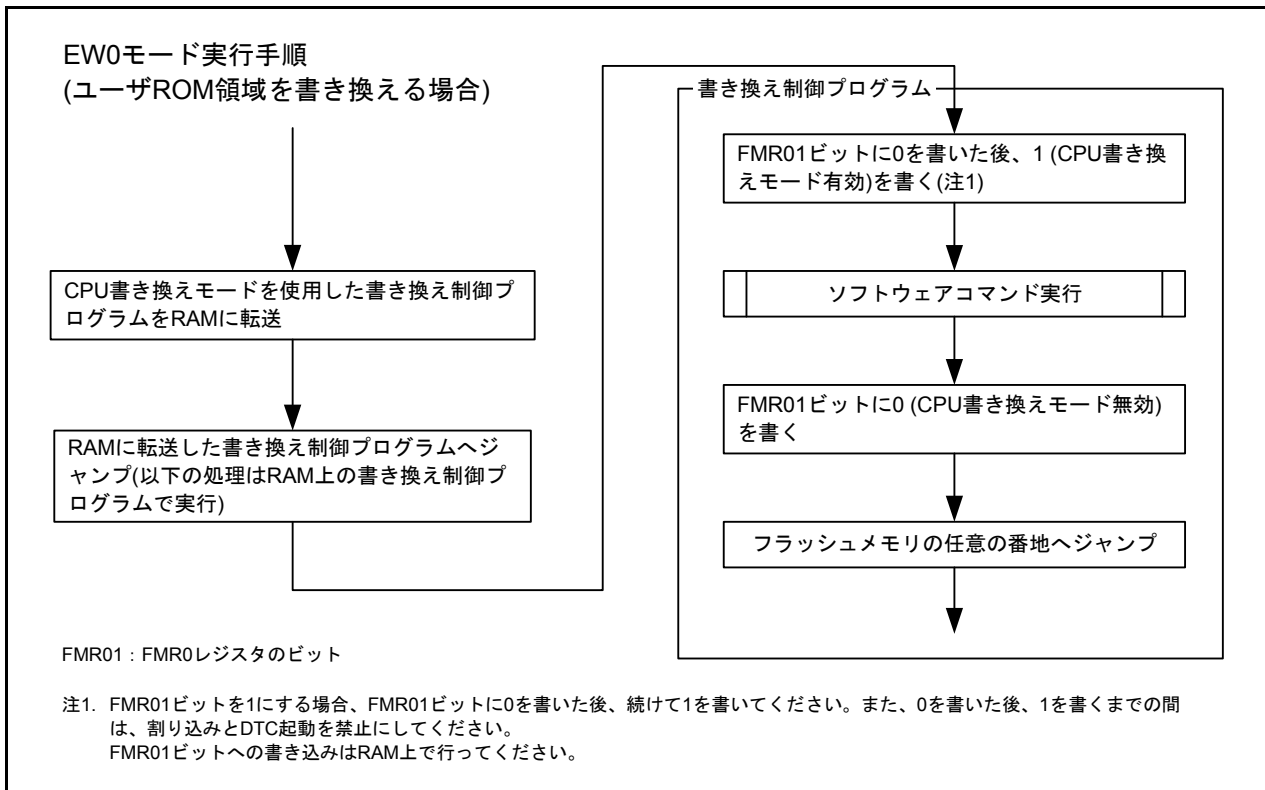 EW0モード実行手順
(ユーザROM領域を書き換える場合)
CPU書き換えモードを使用した書き換え制御プ
ログラムをRAMに転送
RAMに転送した書き換え制御プログラムへジ
ャンプ(以下の処理はRAM上の書き換え制御プ
ログラムで実行)
書き換え制御プログラム
FMR01ビットに0を書いた後、1 (CPU書き換
えモード有効)を書く(注1)
ソフトウェアコマンド実行
FMR01ビットに0 (CPU書き換えモード無効)
を書く
フラッシュメモリの任意の番地へジャンプ
FMR01：FMR0レジスタのビット
注1. FMR01ビットを1にする場合、FMR01ビットに0を書いた後、続けて1を書いてください。また、0を書いた後、1を書くまでの間
は、割り込みとDTC起動を禁止にしてください。
FMR01ビットへの書き込みはRAM上で行ってください。